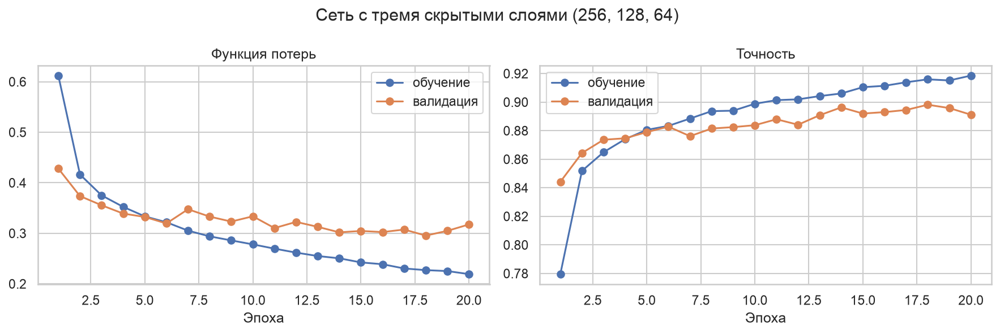 Сеть с тремя скрытыми слоями (256, 128, 64)
Функция потерь
0.6
0.5
0.4
0.3
0.2
обучение
валидация
2.5 5.0 7.5 10.0 12.5 15.0 17.5 20.0
Эпоха
Точность
0.92
0.90
0.88
0.86
0.84
0.82
0.80
0.78
обучение
валидация
2.5 5.0 7.5 10.0 12.5 15.0 17.5 20.0
Эпоха